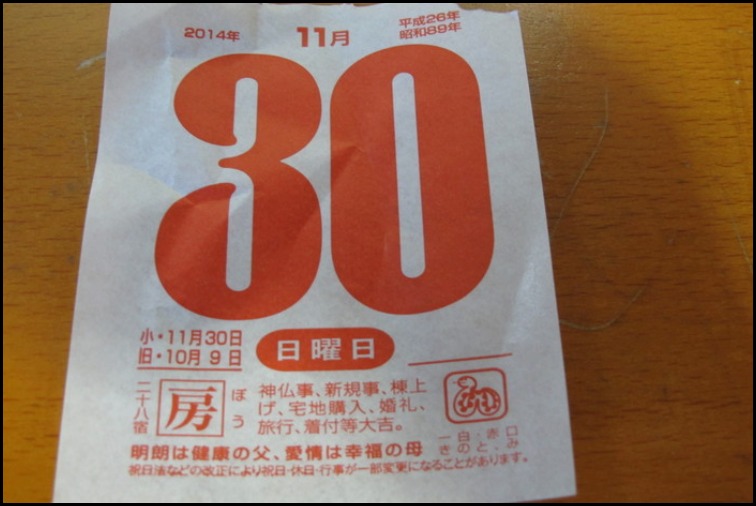 2014年
11月
平成26年
昭和89年
30
小・11月30日
旧・10月 9日
日曜日
二十八宿
房
ぼう
神仏事、新規事、棟上
げ、宅地購入、婚礼、
旅行、着付等大吉。
一白・赤口
きのと、み
明朗は健康の父、愛情は幸福の母
祝日法などの改正により祝日・休日・行事が一部変更になることがあります。